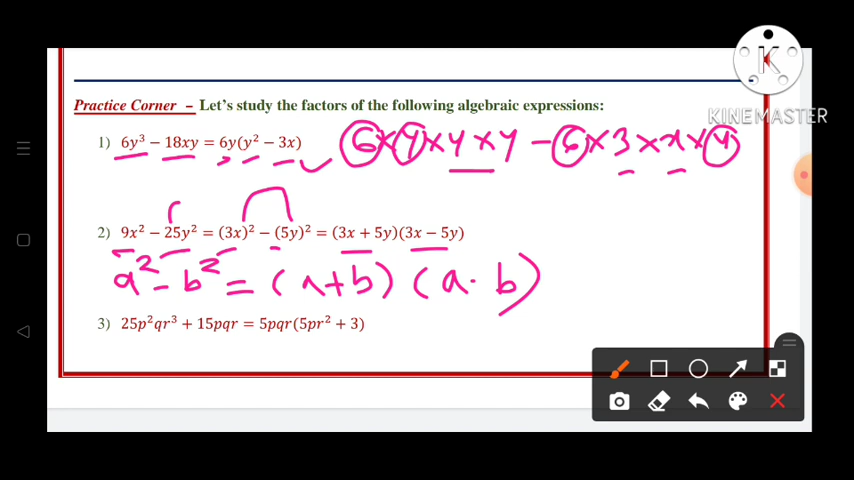 Practice Corner – Let's study the factors of the following algebraic expressions:
1) 6y³ − 18xy = 6y(y² − 3x) 6×y×y×y − 6×3×x×y
K
KINEMASTER
2) 9x² − 25y² = (3x)² − (5y)² = (3x + 5y)(3x − 5y)
a² − b² = (a+b) (a - b)
3) 25p²qr³ + 15pqr = 5pqr(5pr² + 3)